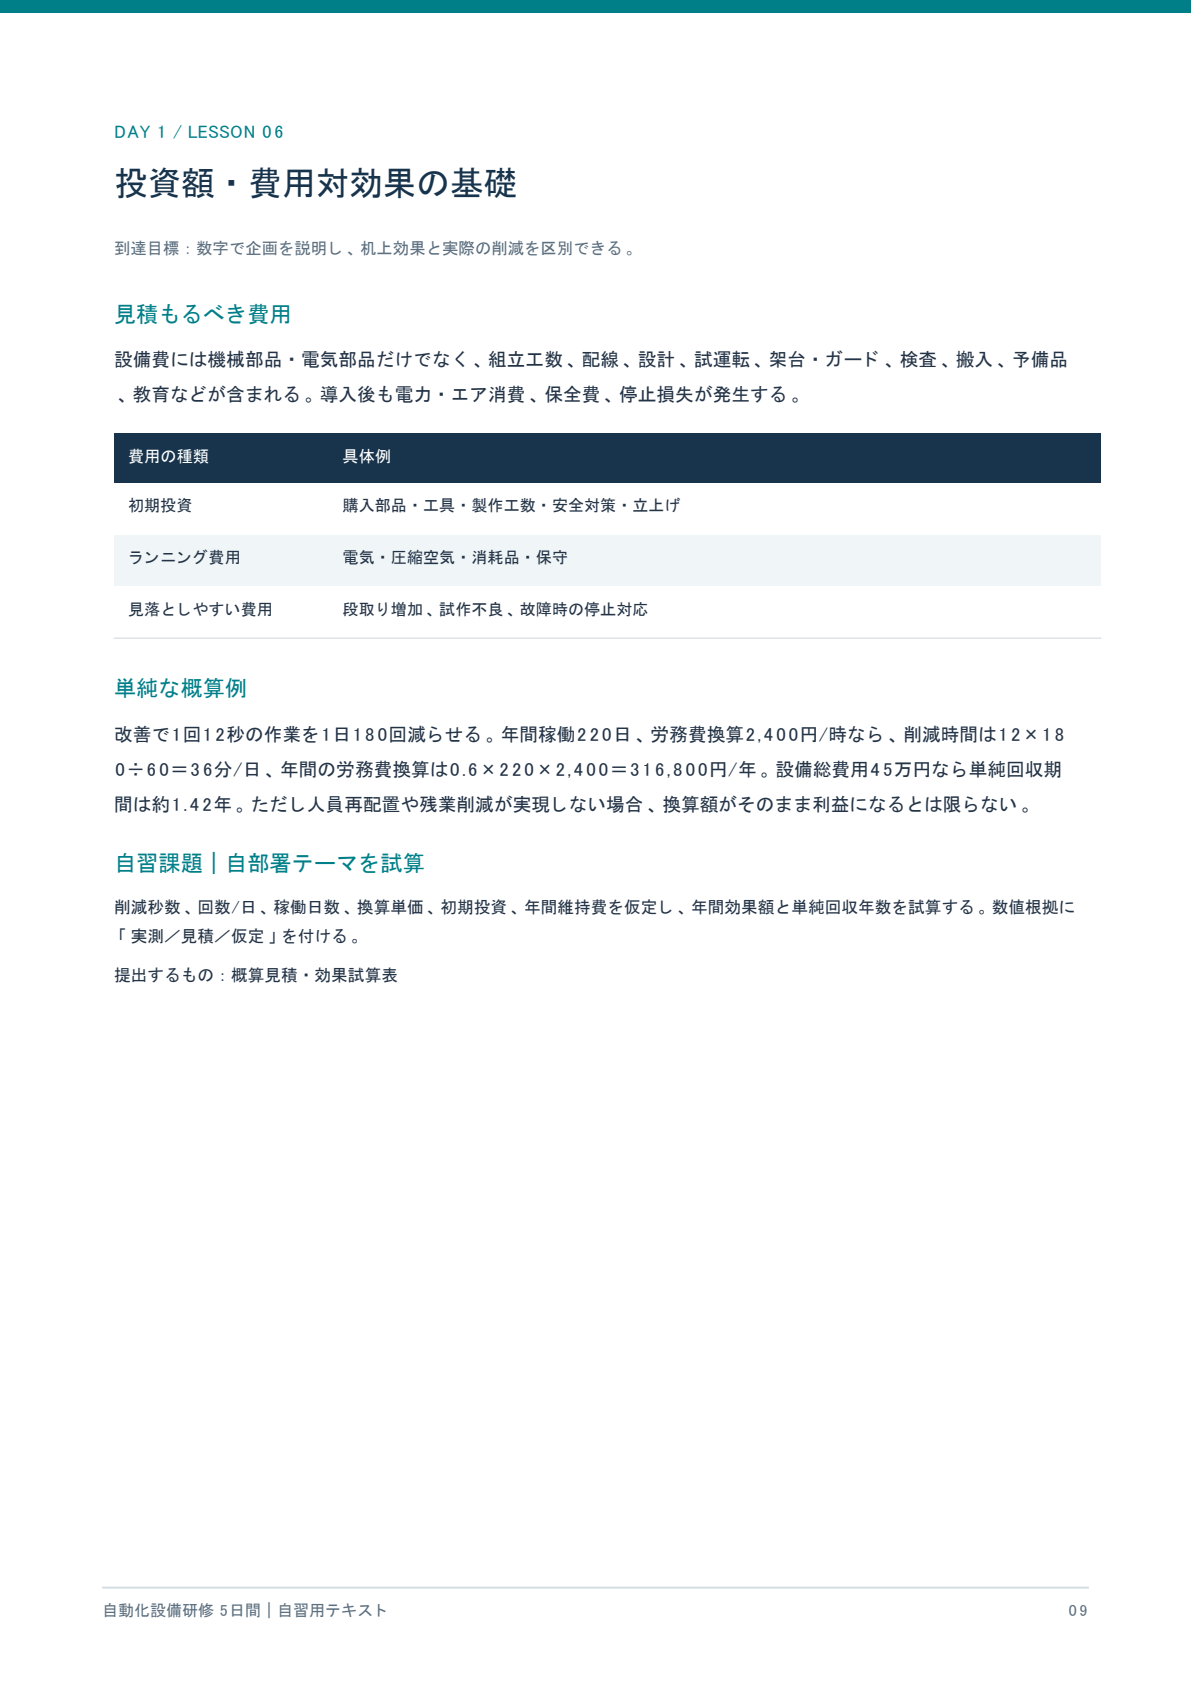 DAY 1 / LESSON 06
投資額・費用対効果の基礎
到達目標：数字で企画を説明し、机上効果と実際の削減を区別できる。
見積もるべき費用
設備費には機械部品・電気部品だけでなく、組立工数、配線、設計、試運転、架台・ガード、検査、搬入、予備品
、教育などが含まれる。導入後も電力・エア消費、保全費、停止損失が発生する。
費用の種類 具体例
初期投資 購入部品・工具・製作工数・安全対策・立上げ
ランニング費用 電気・圧縮空気・消耗品・保守
見落としやすい費用 段取り増加、試作不良、故障時の停止対応
単純な概算例
改善で1回12秒の作業を1日180回減らせる。年間稼働220日、労務費換算2,400円/時なら、削減時間は12×18
0÷60＝36分/日、年間の労務費換算は0.6×220×2,400＝316,800円/年。設備総費用45万円なら単純回収期
間は約1.42年。ただし人員再配置や残業削減が実現しない場合、換算額がそのまま利益になるとは限らない。
自習課題｜自部署テーマを試算
削減秒数、回数/日、稼働日数、換算単価、初期投資、年間維持費を仮定し、年間効果額と単純回収年数を試算する。数値根拠に
「実測／見積／仮定」を付ける。
提出するもの：概算見積・効果試算表
自動化設備研修 5日間｜自習用テキスト 09